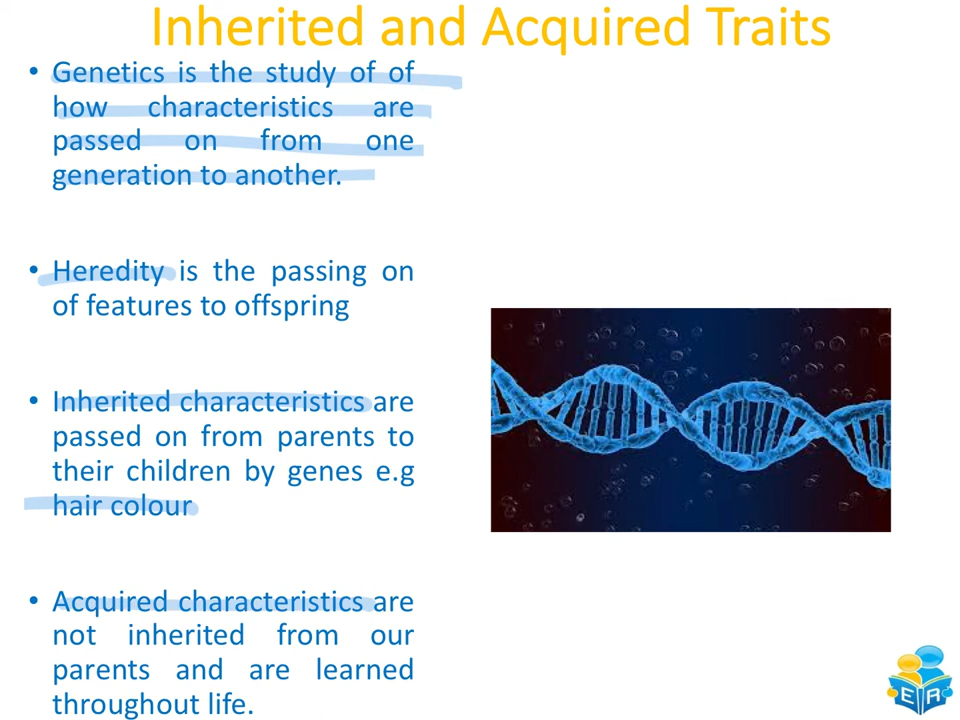 Inherited and Acquired Traits
• Genetics is the study of of
how characteristics are
passed on from one
generation to another.
• Heredity is the passing on
of features to offspring
• Inherited characteristics are
passed on from parents to
their children by genes e.g
hair colour
• Acquired characteristics are
not inherited from our
parents and are learned
throughout life.
E R